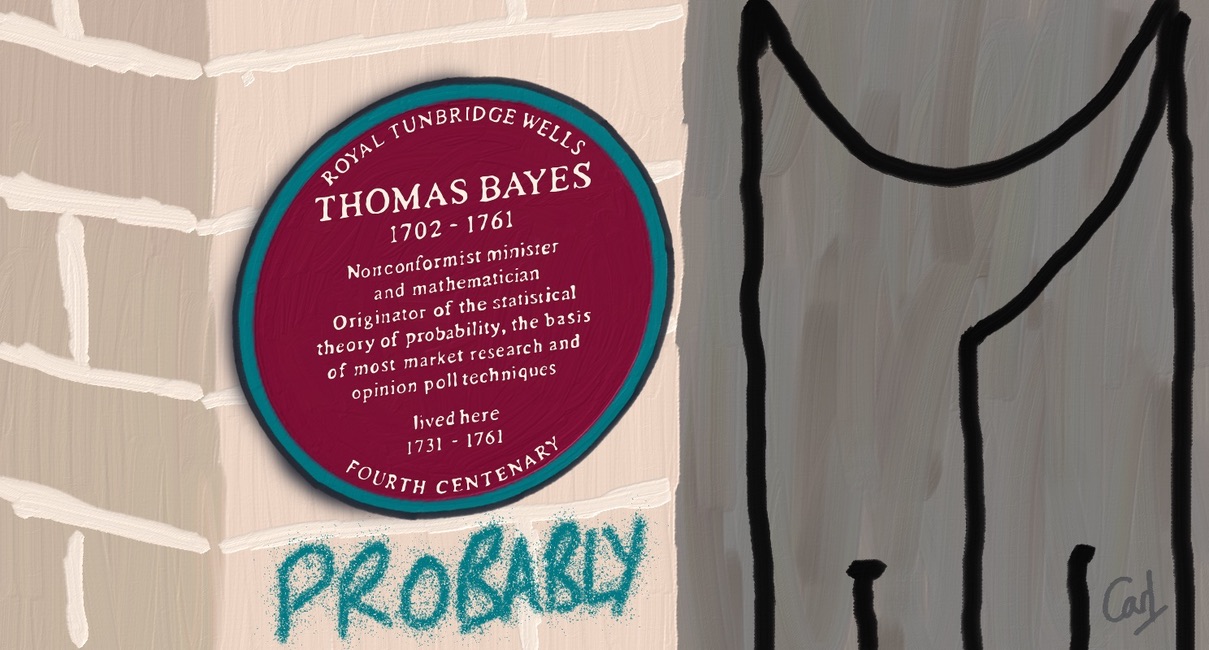 ROYAL TUNBRIDGE WELLS
THOMAS BAYES
1702 - 1761
Nonconformist minister
and mathematician
Originator of the statistical
theory of probability, the basis
of most market research and
opinion poll techniques
lived here
1731 - 1761
FOURTH CENTENARY
PROBABLY
Carl